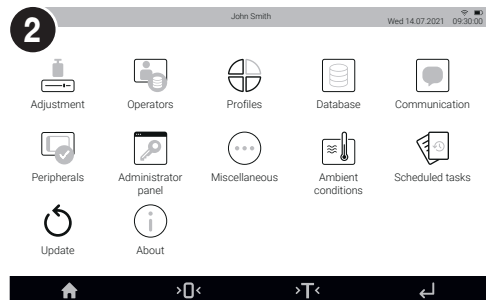 2
John Smith
Wed 14.07.2021 09:30:00
Adjustment
Operators
Profiles
Database
Communication
Peripherals
Administrator
panel
Miscellaneous
Ambient
conditions
Scheduled tasks
Update
About
>0<
>T<